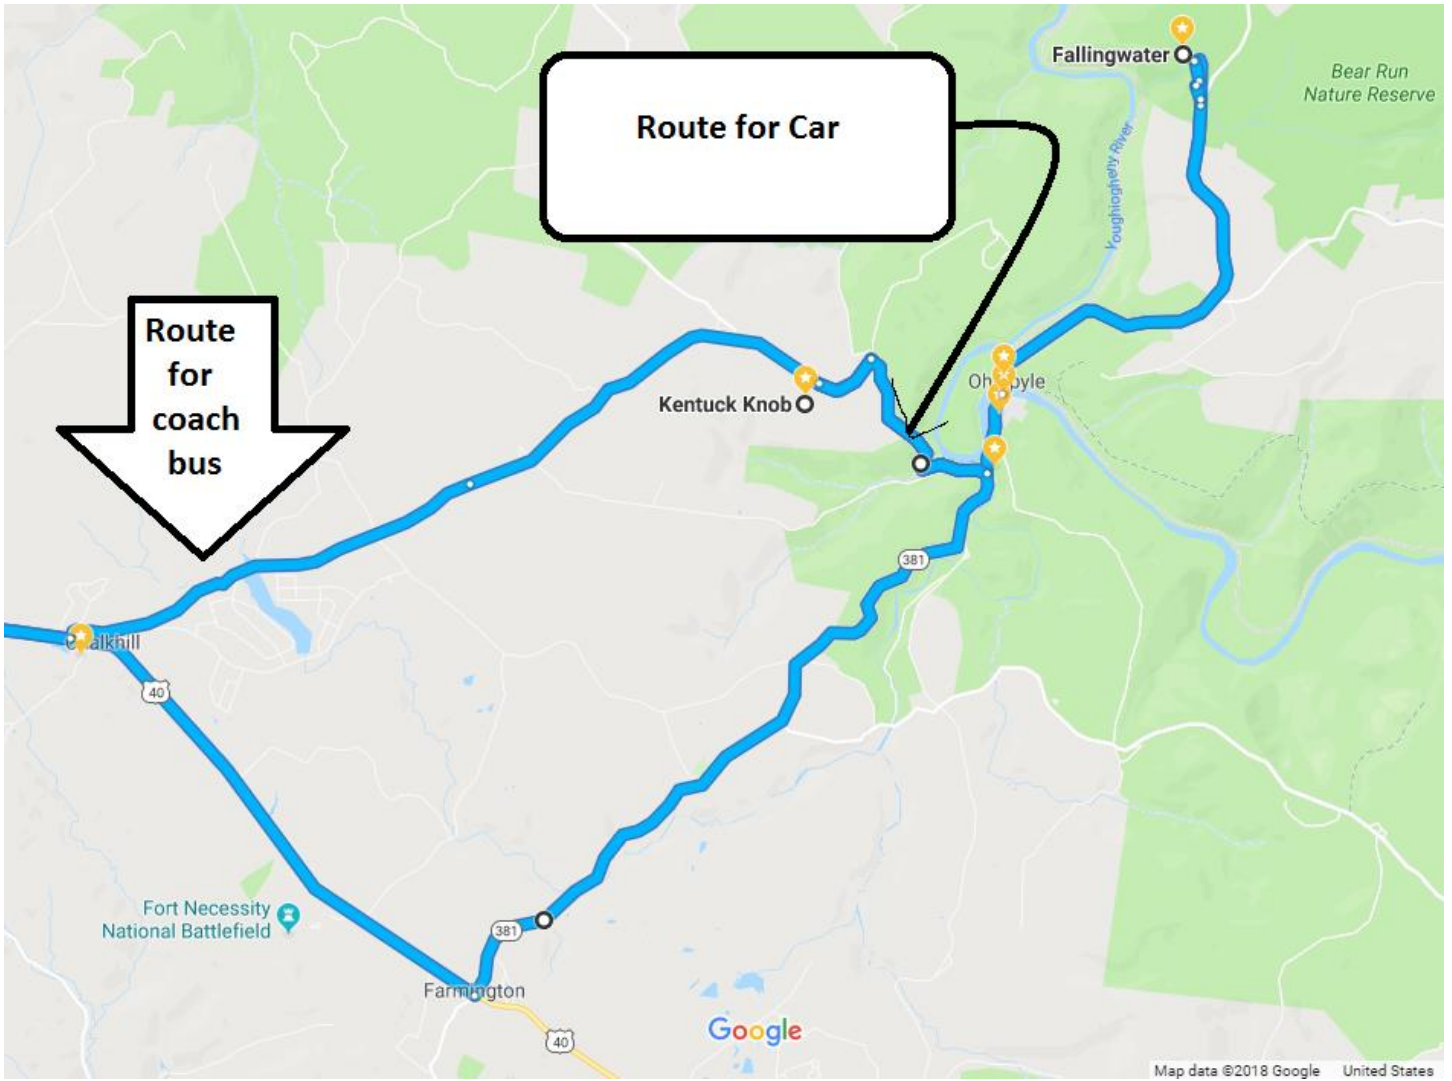 Fallingwater
Bear Run
Nature Reserve
Route for Car
Youghiogheny River
Route
for
coach
bus
Kentuck Knob
381
40
Fort Necessity
National Battlefield
381
Farmington
40
Google
Map data ©2018 Google United States